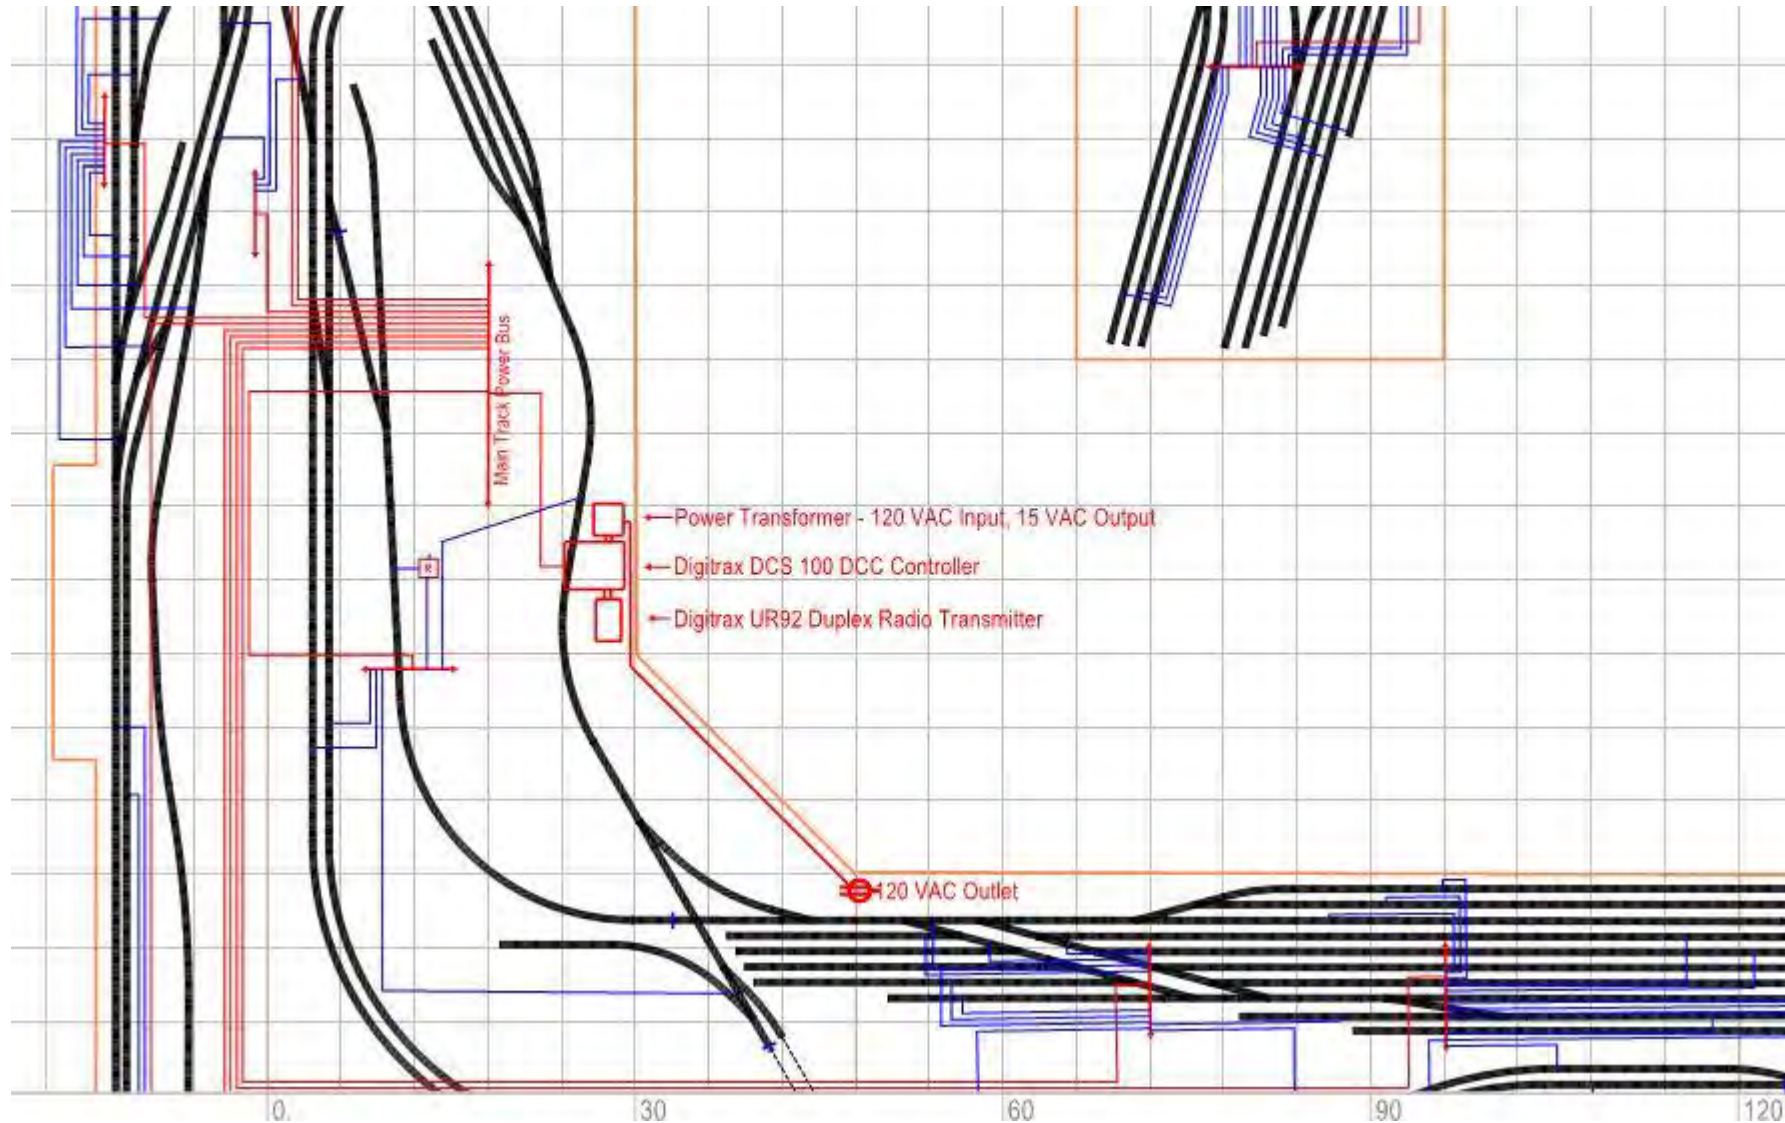 Main Track Power Bus
Power Transformer - 120 VAC Input, 15 VAC Output
Digitrax DCS 100 DCC Controller
Digitrax UR92 Duplex Radio Transmitter
120 VAC Outlet
0.
30
60
90
120